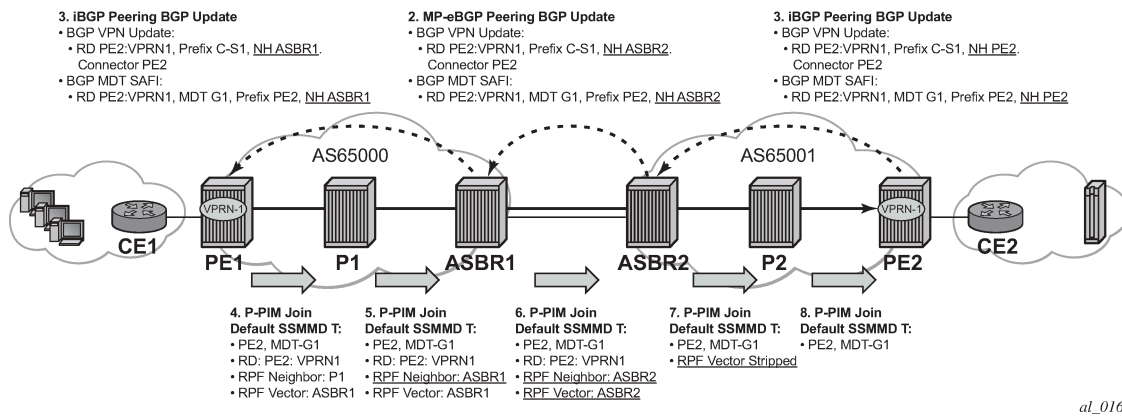 3. iBGP Peering BGP Update
• BGP VPN Update:
• RD PE2:VPRN1, Prefix C-S1, NH ASBR1.
Connector PE2
• BGP MDT SAFI:
• RD PE2:VPRN1, MDT G1, Prefix PE2, NH ASBR1
2. MP-eBGP Peering BGP Update
• BGP VPN Update:
• RD PE2:VPRN1, Prefix C-S1, NH ASBR2.
Connector PE2
• BGP MDT SAFI:
• RD PE2:VPRN1, MDT G1, Prefix PE2, NH ASBR2
3. iBGP Peering BGP Update
• BGP VPN Update:
• RD PE2:VPRN1, Prefix C-S1, NH PE2.
Connector PE2
• BGP MDT SAFI:
• RD PE2:VPRN1, MDT G1, Prefix PE2, NH PE2
AS65000
AS65001
VPRN-1
VPRN-1
CE1
PE1
P1
ASBR1
ASBR2
P2
PE2
CE2
4. P-PIM Join
Default SSMMD T:
• PE2, MDT-G1
• RD: PE2: VPRN1
• RPF Neighbor: P1
• RPF Vector: ASBR1
5. P-PIM Join
Default SSMMD T:
• PE2, MDT-G1
• RD: PE2: VPRN1
• RPF Neighbor: ASBR1
• RPF Vector: ASBR1
6. P-PIM Join
Default SSMMD T:
• PE2, MDT-G1
• RD: PE2: VPRN1
• RPF Neighbor: ASBR2
• RPF Vector: ASBR2
7. P-PIM Join
Default SSMMD T:
• PE2, MDT-G1
• RPF Vector Stripped
8. P-PIM Join
Default SSMMD T:
• PE2, MDT-G1
al_016